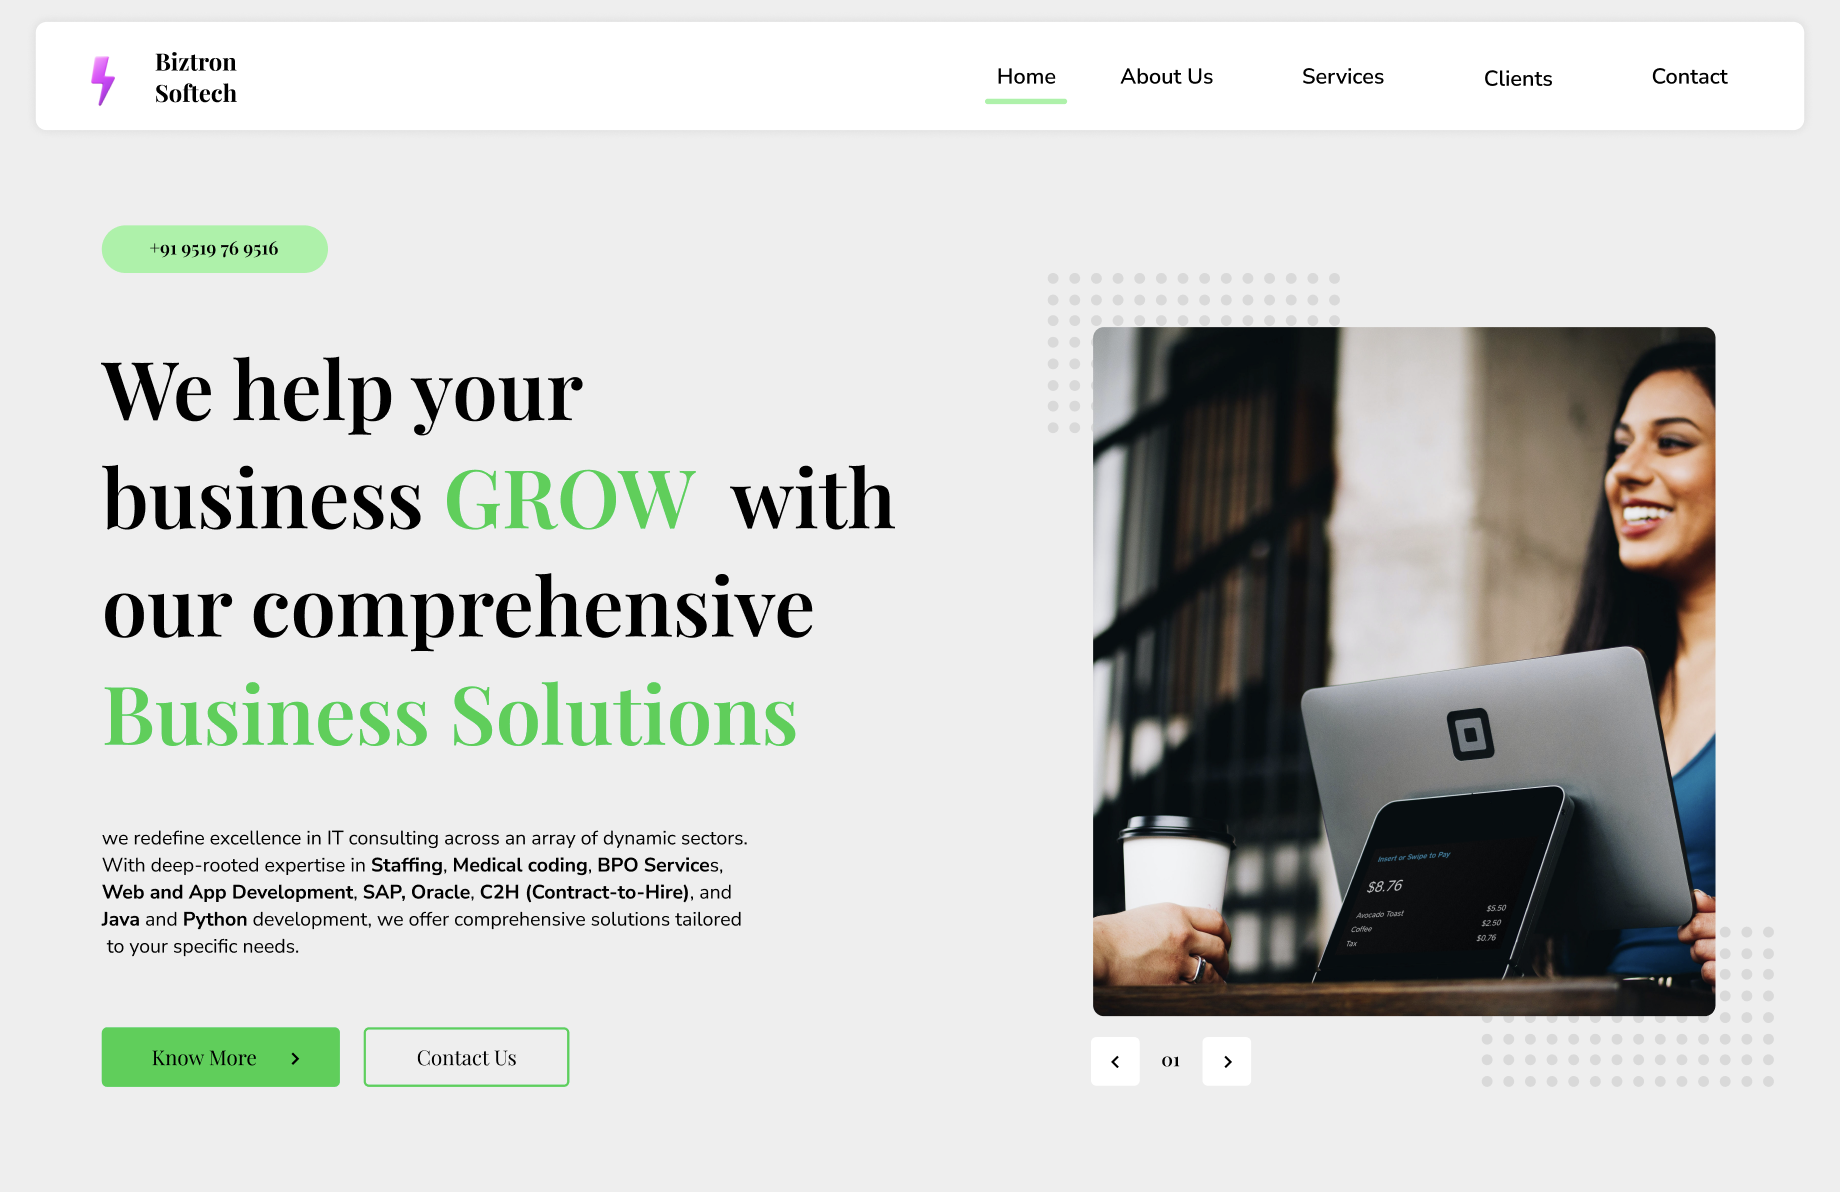 Biztron
Softech
Home
About Us
Services
Clients
Contact
+91 9519 76 9516
We help your
business GROW with
our comprehensive
Business Solutions
we redefine excellence in IT consulting across an array of dynamic sectors.
With deep-rooted expertise in Staffing, Medical coding, BPO Services,
Web and App Development, SAP, Oracle, C2H (Contract-to-Hire), and
Java and Python development, we offer comprehensive solutions tailored
to your specific needs.
Know More
Contact Us
Insert or Swipe to Pay
$8.76
Avocado Toast $5.50
Coffee $2.50
Tax $0.76
01